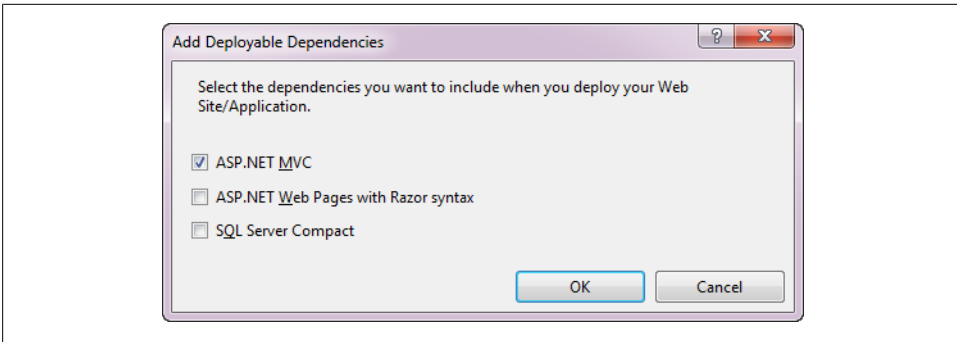 Add Deployable Dependencies
Select the dependencies you want to include when you deploy your Web
Site/Application.
ASP.NET MVC
ASP.NET Web Pages with Razor syntax
SQL Server Compact
OK
Cancel